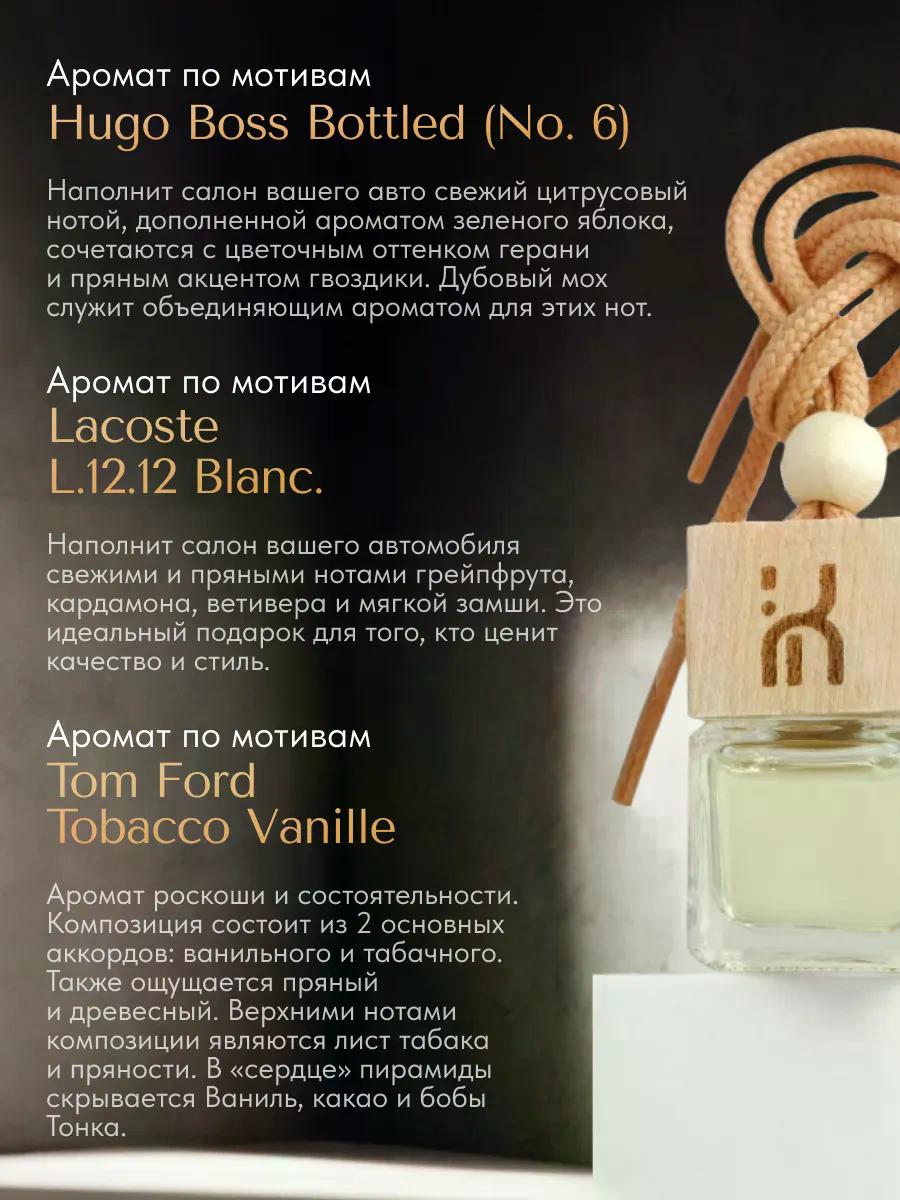 Аромат по мотивам
Hugo Boss Bottled (No. 6)
Наполнит салон вашего авто свежий цитрусовый
нотой, дополненной ароматом зеленого яблока,
сочетаются с цветочным оттенком герани
и пряным акцентом гвоздики. Дубовый мох
служит объединяющим ароматом для этих нот.
Аромат по мотивам
Lacoste
L.12.12 Blanc.
Наполнит салон вашего автомобиля
свежими и пряными нотами грейпфрута,
кардамона, ветивера и мягкой замши. Это
идеальный подарок для того, кто ценит
качество и стиль.
Аромат по мотивам
Tom Ford
Tobacco Vanille
Аромат роскоши и состоятельности.
Композиция состоит из 2 основных
аккордов: ванильного и табачного.
Также ощущается пряный
и древесный. Верхними нотами
композиции являются лист табака
и пряности. В «сердце» пирамиды
скрывается Ваниль, какао и бобы
Тонка.